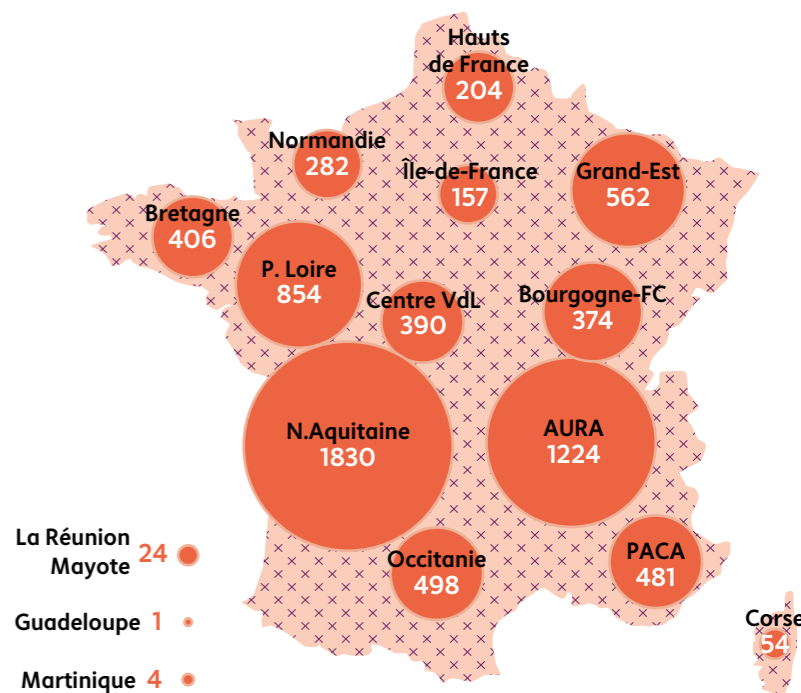 Hauts
de France
204
Normandie
282
Île-de-France
157
Grand-Est
562
Bretagne
406
P. Loire
854
Centre VdL
390
Bourgogne-FC
374
N.Aquitaine
1830
AURA
1224
La Réunion
Mayote
24
Occitanie
498
PACA
481
Guadeloupe 1
Corse
54
Martinique 4